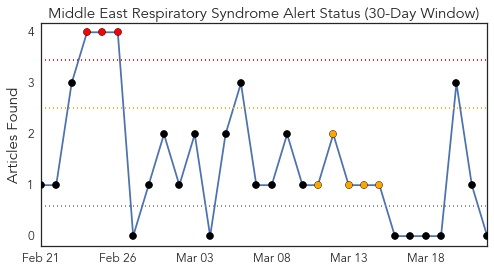 Middle East Respiratory Syndrome Alert Status (30-Day Window)
Articles Found
4
3
2
1
0
Feb 21
Feb 26
Mar 03
Mar 08
Mar 13
Mar 18